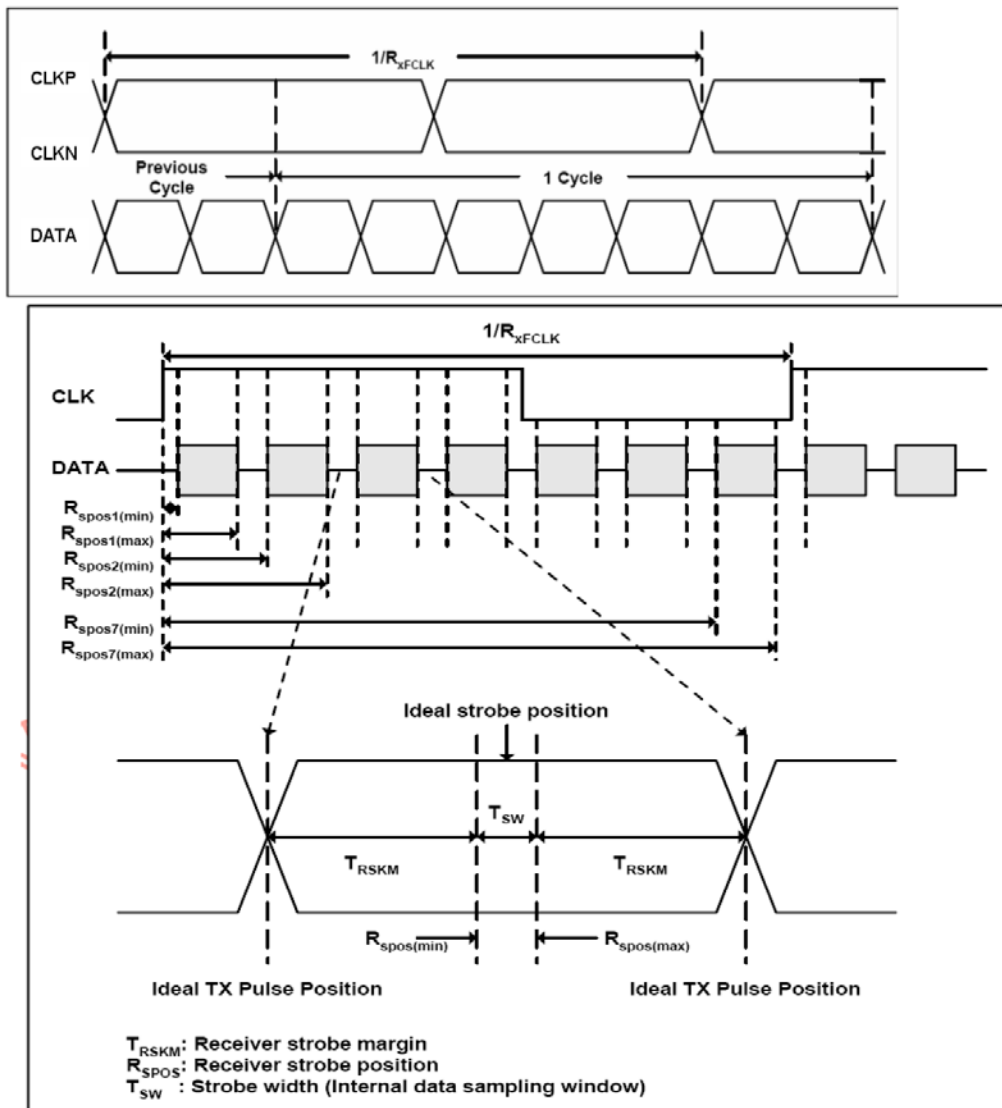 1/RxFCLK
CLKP
CLKN
Previous
Cycle
1 Cycle
DATA
1/RxFCLK
CLK
DATA
Rspos1(min)
Rspos1(max)
Rspos2(min)
Rspos2(max)
Rspos7(min)
Rspos7(max)
Ideal strobe position
TSW
TRSKM
TRSKM
Rspos(min)
Rspos(max)
Ideal TX Pulse Position
Ideal TX Pulse Position
TRSKM: Receiver strobe margin
RSPOS: Receiver strobe position
TSW : Strobe width (Internal data sampling window)